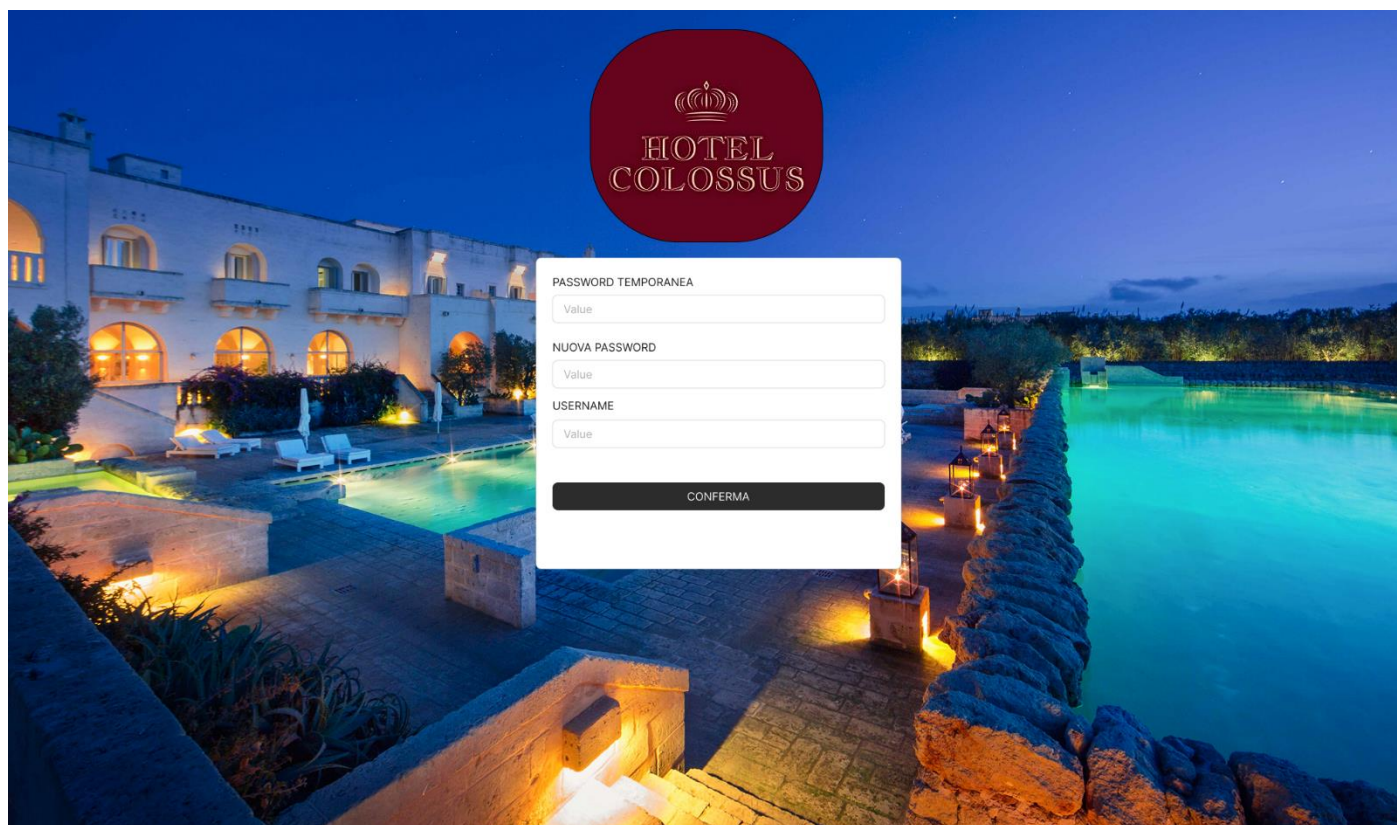 HOTEL
COLOSSUS
PASSWORD TEMPORANEA
Value
NUOVA PASSWORD
Value
USERNAME
Value
CONFERMA